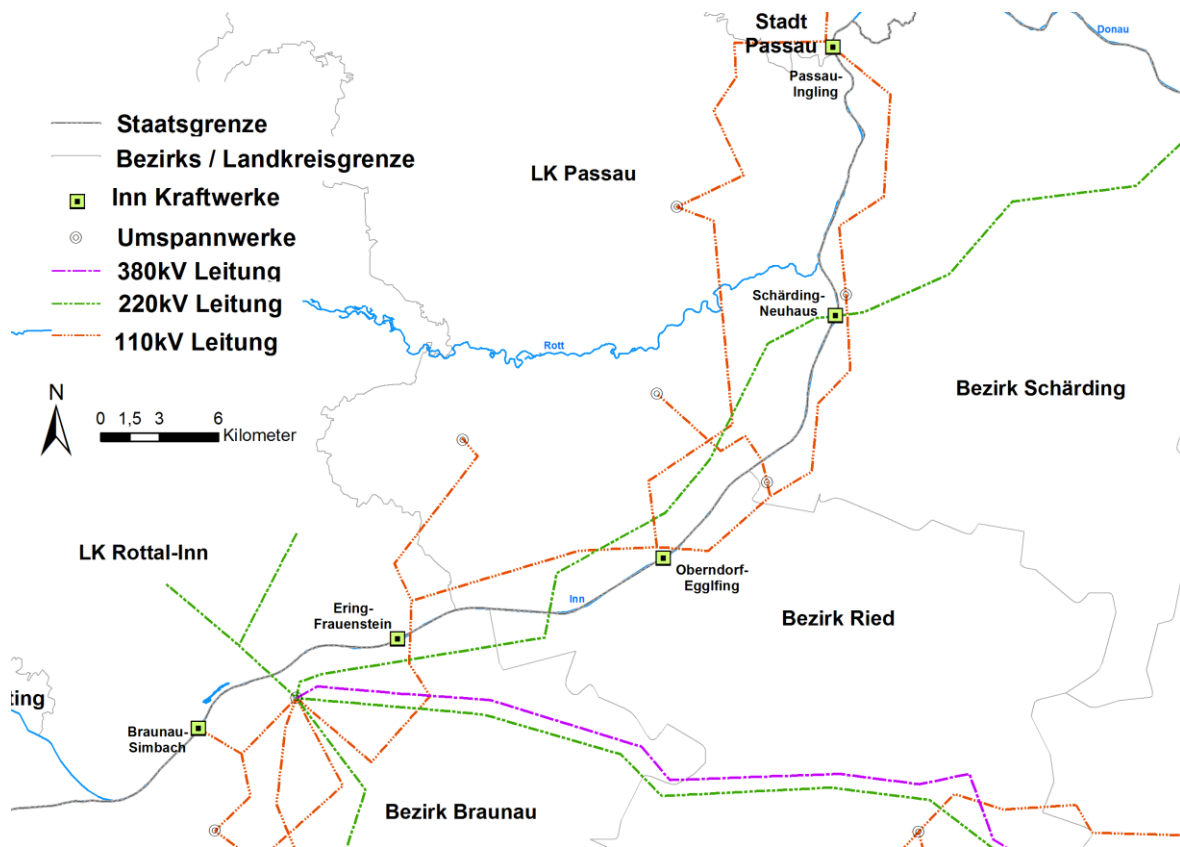 Stadt
Passau
Donau
Passau-
Ingling
Staatsgrenze
Bezirks / Landkreisgrenze
LK Passau
Inn Kraftwerke
Umspannwerke
380kV Leitung
220kV Leitung
Schärding-
Neuhaus
110kV Leitung
Rott
Bezirk Schärding
N
0 1,5 3 6
Kilometer
LK Rottal-Inn
Oberndorf-
Egglfing
Inn
Ering-
Frauenstein
Bezirk Ried
ting
Braunau-
Simbach
Bezirk Braunau